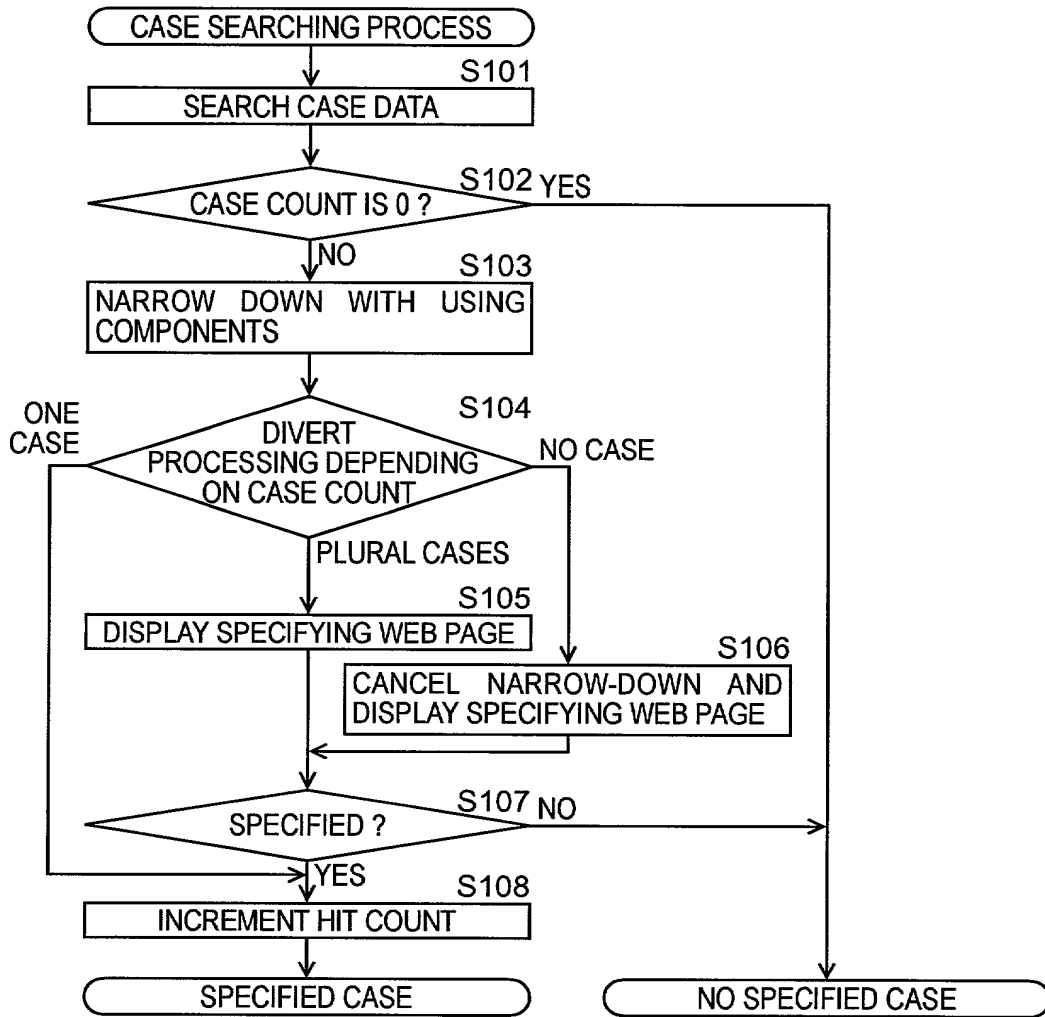 CASE SEARCHING PROCESS
S101
SEARCH CASE DATA
S102
CASE COUNT IS 0 ?
YES
NO
S103
NARROW DOWN WITH USING
COMPONENTS
ONE
CASE
S104
DIVERT
PROCESSING DEPENDING
ON CASE COUNT
NO CASE
PLURAL CASES
S105
DISPLAY SPECIFYING WEB PAGE
S106
CANCEL NARROW-DOWN AND
DISPLAY SPECIFYING WEB PAGE
S107
SPECIFIED ?
NO
YES
S108
INCREMENT HIT COUNT
SPECIFIED CASE
NO SPECIFIED CASE